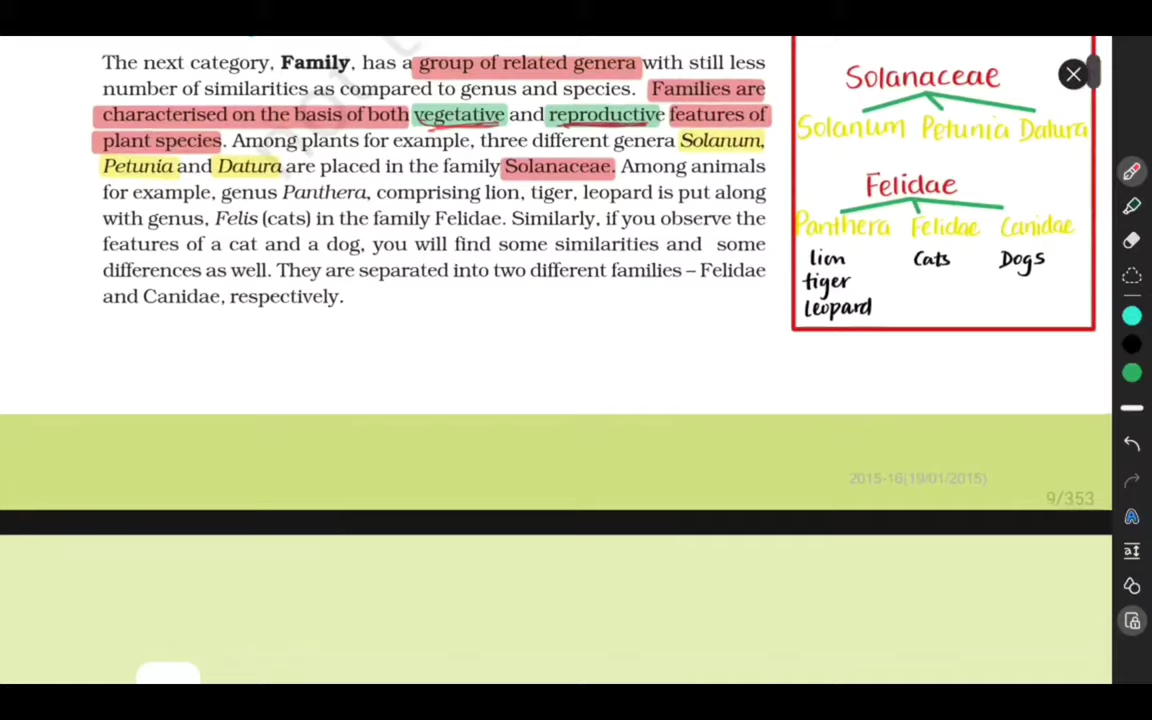 The next category, Family, has a group of related genera with still less
number of similarities as compared to genus and species. Families are
characterised on the basis of both vegetative and reproductive features of
plant species. Among plants for example, three different genera Solanum,
Petunia and Datura are placed in the family Solanaceae. Among animals
for example, genus Panthera, comprising lion, tiger, leopard is put along
with genus, Felis (cats) in the family Felidae. Similarly, if you observe the
features of a cat and a dog, you will find some similarities and some
differences as well. They are separated into two different families – Felidae
and Canidae, respectively.
Solanaceae
Solanum Petunia Datura
Felidae
Panthera Felidae Canidae
lion Cats Dogs
tiger
leopard
2015-16(19/01/2015)
9/353